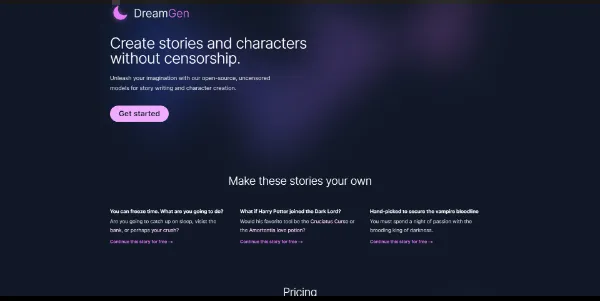 DreamGen
Create stories and characters
without censorship.
Unleash your imagination with our open-source, uncensored
models for story writing and character creation.
Get started
Make these stories your own
You can freeze time. What are you going to do?
Are you going to catch up on sleep, violet the
bank, or perhaps your crush?
Continue this story for free →
What if Harry Potter joined the Dark Lord?
Would his favorite tool be the Cruciatus Curse or
the Amortentia love potion?
Continue this story for free →
Hand-picked to secure the vampire bloodline
You must spend a night of passion with the
brooding king of darkness.
Continue this story for free →
Pricing